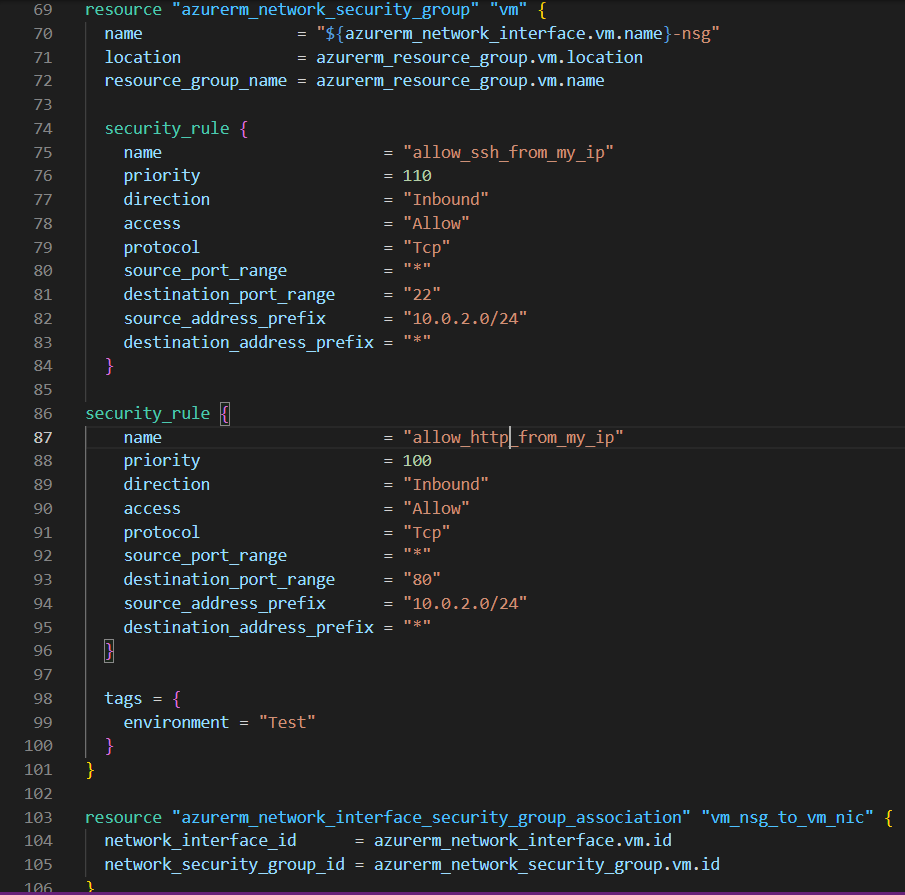 69 resource "azurerm_network_security_group" "vm" {
70   name                = "${azurerm_network_interface.vm.name}-nsg"
71   location            = azurerm_resource_group.vm.location
72   resource_group_name = azurerm_resource_group.vm.name
73
74   security_rule {
75     name                       = "allow_ssh_from_my_ip"
76     priority                   = 110
77     direction                  = "Inbound"
78     access                     = "Allow"
79     protocol                   = "Tcp"
80     source_port_range          = "*"
81     destination_port_range     = "22"
82     source_address_prefix      = "10.0.2.0/24"
83     destination_address_prefix = "*"
84   }
85
86 security_rule {
87     name                       = "allow_http_from_my_ip"
88     priority                   = 100
89     direction                  = "Inbound"
90     access                     = "Allow"
91     protocol                   = "Tcp"
92     source_port_range          = "*"
93     destination_port_range     = "80"
94     source_address_prefix      = "10.0.2.0/24"
95     destination_address_prefix = "*"
96   }
97
98   tags = {
99     environment = "Test"
100   }
101 }
102
103 resource "azurerm_network_interface_security_group_association" "vm_nsg_to_vm_nic" {
104   network_interface_id      = azurerm_network_interface.vm.id
105   network_security_group_id = azurerm_network_security_group.vm.id
106 }